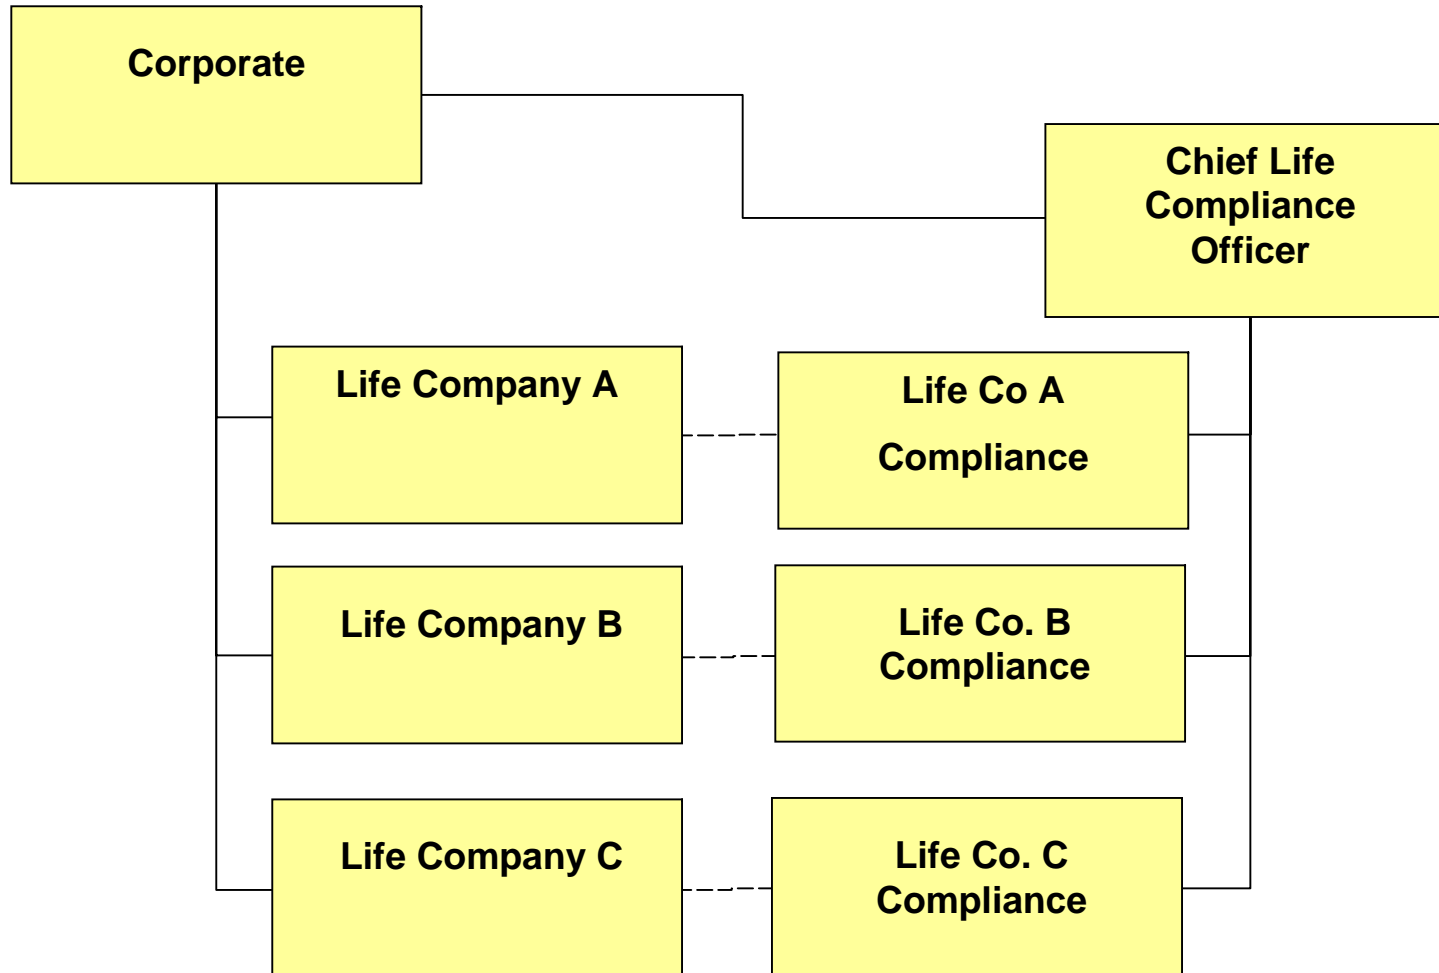 Corporate
Chief Life
Compliance
Officer
Life Company A
Life Co A
Compliance
Life Company B
Life Co. B
Compliance
Life Company C
Life Co. C
Compliance